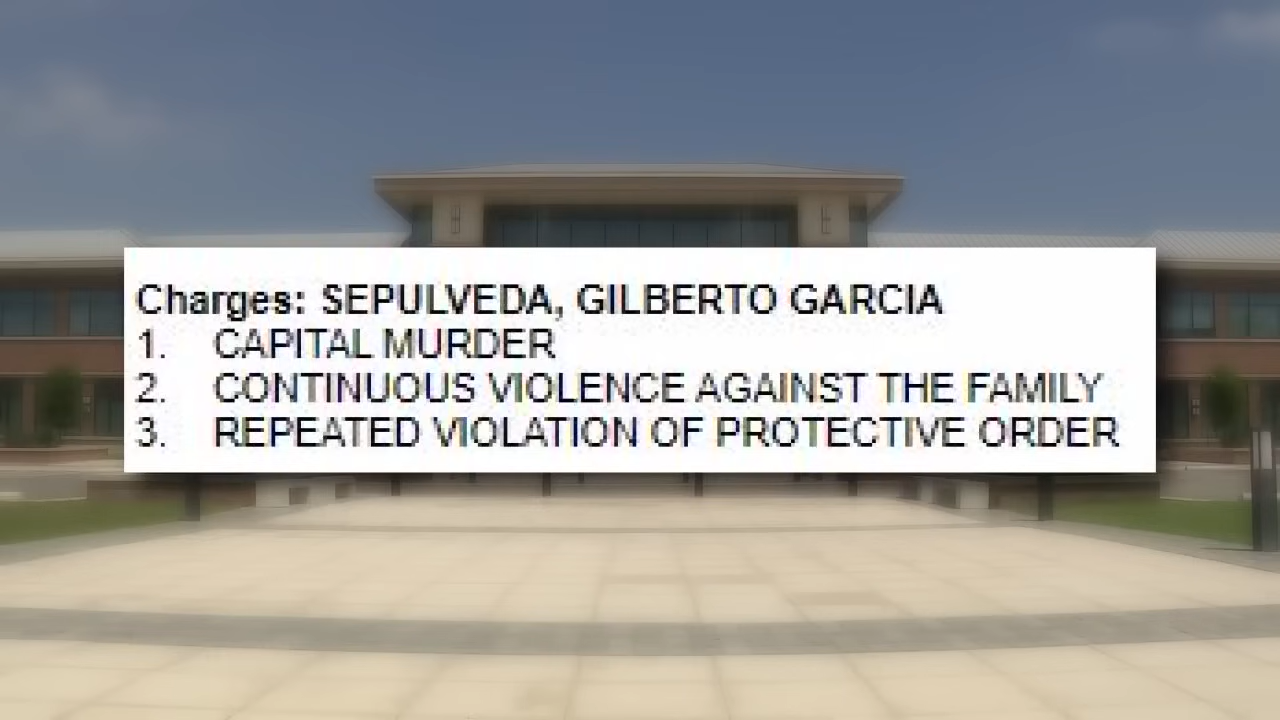 Charges: SEPULVEDA, GILBERTO GARCIA
1. CAPITAL MURDER
2. CONTINUOUS VIOLENCE AGAINST THE FAMILY
3. REPEATED VIOLATION OF PROTECTIVE ORDER